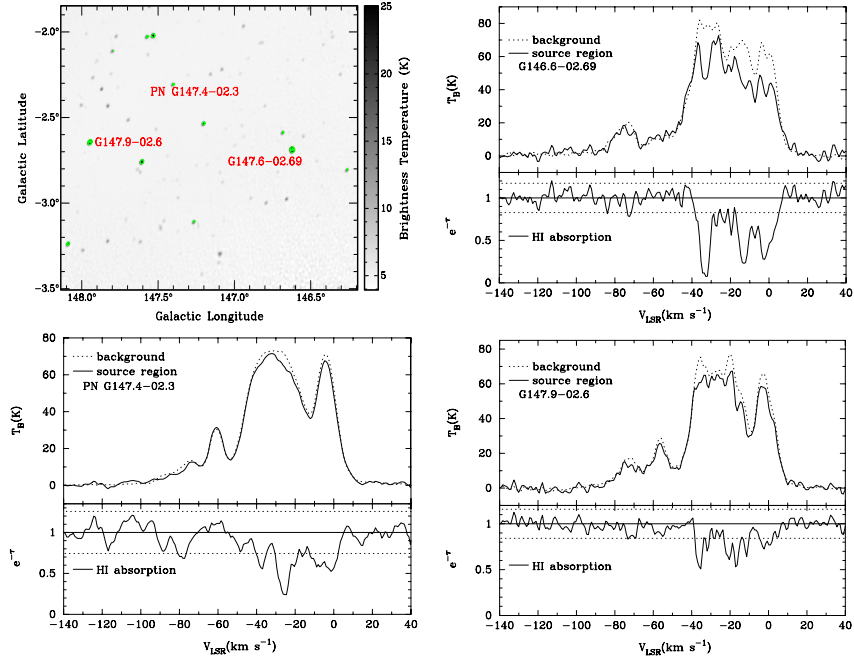 −2.0°
−2.5°
−3.0°
−3.5°
Galactic Latitude
PN G147.4−02.3
G147.9−02.6
G147.6−02.69
148.0°
147.5°
147.0°
146.5°
Galactic Longitude
25
20
15
10
5
Brightness Temperature (K)
80
60
40
20
0
T_B(K)
background
source region
G146.6−02.69
1
0.5
0
e^−τ
HI absorption
−140 −120 −100 −80 −60 −40 −20 0 20 40
V_LSR(km s^−1)
80
60
40
20
0
T_B(K)
background
source region
PN G147.4−02.3
1
0.5
0
e^−τ
HI absorption
−140 −120 −100 −80 −60 −40 −20 0 20 40
V_LSR(km s^−1)
80
60
40
20
0
T_B(K)
background
source region
G147.9−02.6
1
0.5
0
e^−τ
HI absorption
−140 −120 −100 −80 −60 −40 −20 0 20 40
V_LSR(km s^−1)